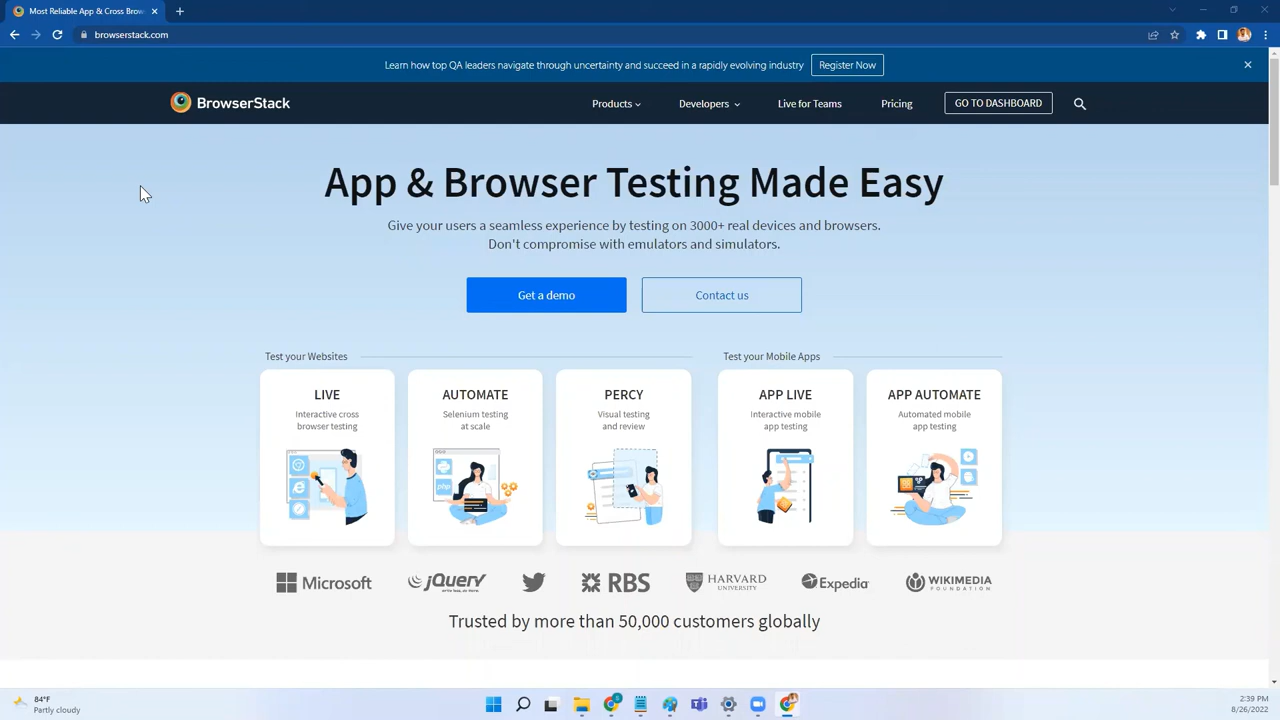 Most Reliable App & Cross Brow
browserstack.com
Learn how top QA leaders navigate through uncertainty and succeed in a rapidly evolving industry
Register Now
BrowserStack
Products
Developers
Live for Teams
Pricing
GO TO DASHBOARD
App & Browser Testing Made Easy
Give your users a seamless experience by testing on 3000+ real devices and browsers.
Don't compromise with emulators and simulators.
Get a demo
Contact us
Test your Websites
Test your Mobile Apps
LIVE
Interactive cross
browser testing
AUTOMATE
Selenium testing
at scale
php
PERCY
Visual testing
and review
APP LIVE
Interactive mobile
app testing
APP AUTOMATE
Automated mobile
app testing
Microsoft
jQuery
RBS
HARVARD
UNIVERSITY
Expedia
WIKIMEDIA
FOUNDATION
Trusted by more than 50,000 customers globally
84°F
Partly cloudy
2:39 PM
8/26/2022